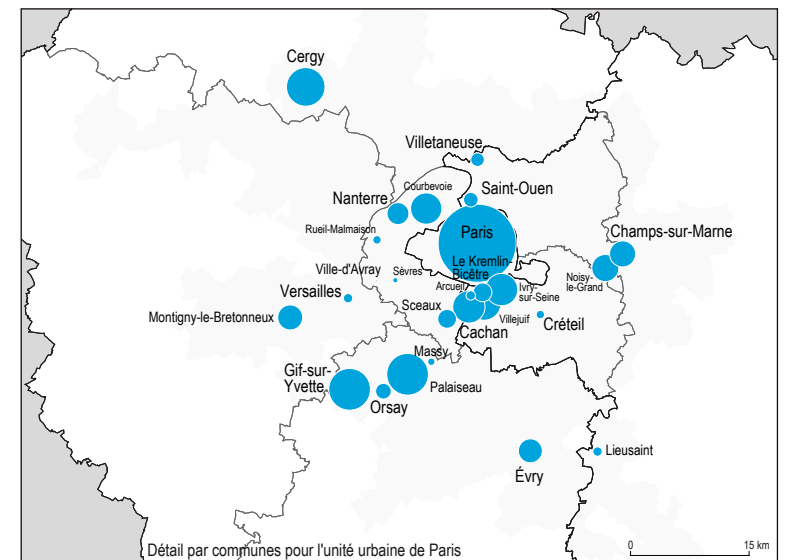 Cergy
Villetaneuse
Courbevoie
Saint-Ouen
Nanterre
Rueil-Malmaison
Paris
Champs-sur-Marne
Ville-d'Avray
Sèvres
Le Kremlin-
Bicêtre
Noisy-
le-Grand
Versailles
Arcueil
Ivry-
sur-Seine
Montigny-le-Bretonneux
Sceaux
Villejuif
Créteil
Cachan
Massy
Gif-sur-
Yvette
Palaiseau
Orsay
Lieusaint
Évry
Détail par communes pour l'unité urbaine de Paris
0 15 km